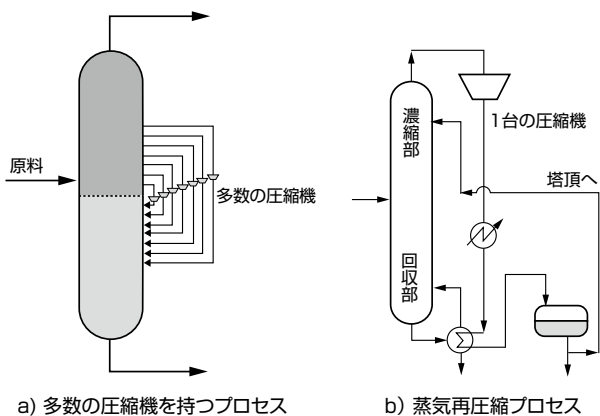 原料
多数の圧縮機
a) 多数の圧縮機を持つプロセス
濃縮部
回収部
1台の圧縮機
塔頂へ
b) 蒸気再圧縮プロセス